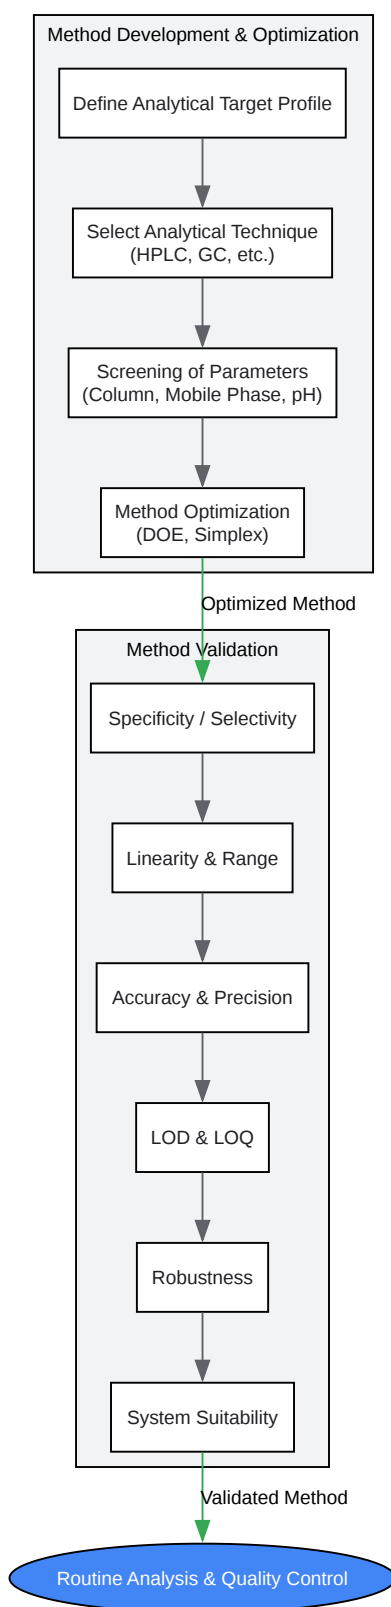 Method Development & Optimization
Define Analytical Target Profile
Select Analytical Technique
(HPLC, GC, etc.)
Screening of Parameters
(Column, Mobile Phase, pH)
Method Optimization
(DOE, Simplex)
Optimized Method
Method Validation
Specificity / Selectivity
Linearity & Range
Accuracy & Precision
LOD & LOQ
Robustness
System Suitability
Validated Method
Routine Analysis & Quality Control